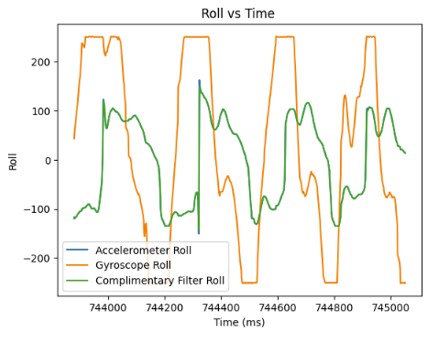 Roll vs Time
200
100
0
−100
−200
Roll
Accelerometer Roll
Gyroscope Roll
Complimentary Filter Roll
744000 744200 744400 744600 744800 745000
Time (ms)